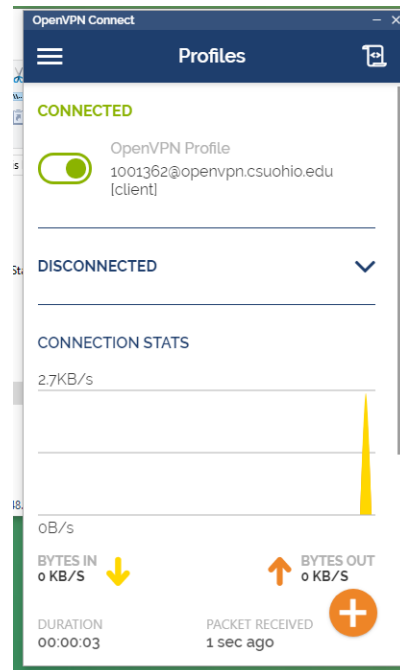 OpenVPN Connect
Profiles
CONNECTED
OpenVPN Profile
1001362@openvpn.csuohio.edu
[client]
DISCONNECTED
CONNECTION STATS
2.7KB/s
0B/s
BYTES IN
0 KB/S
BYTES OUT
0 KB/S
DURATION
00:00:03
PACKET RECEIVED
1 sec ago